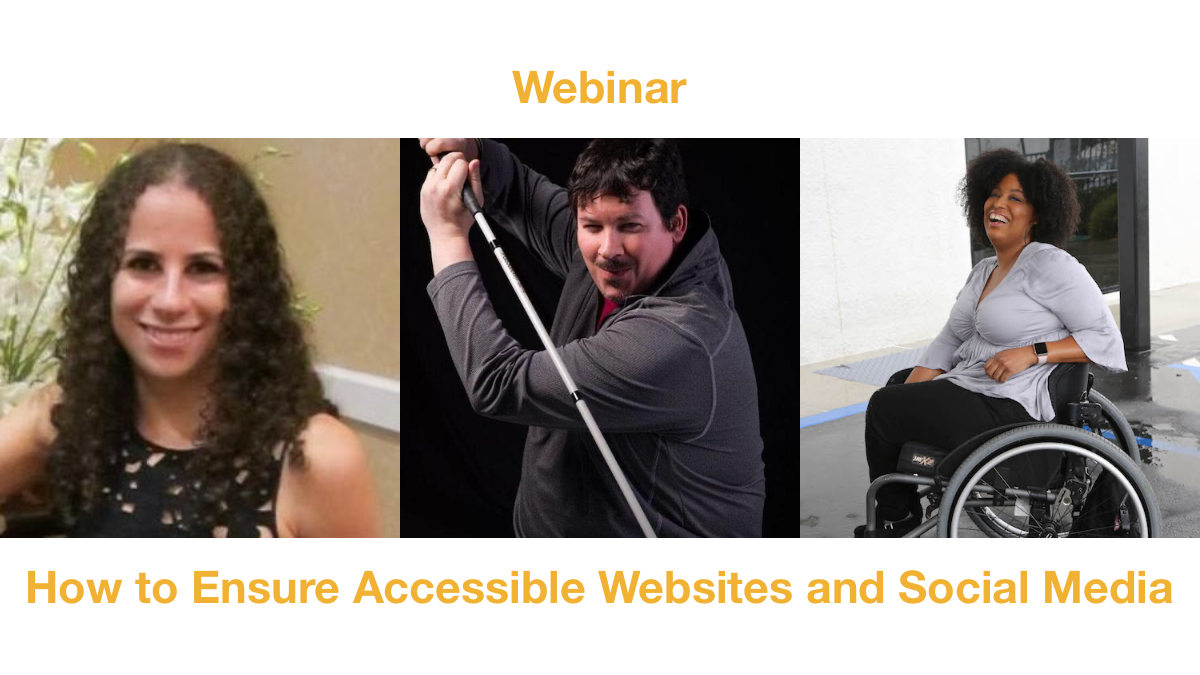 Webinar
How to Ensure Accessible Websites and Social Media